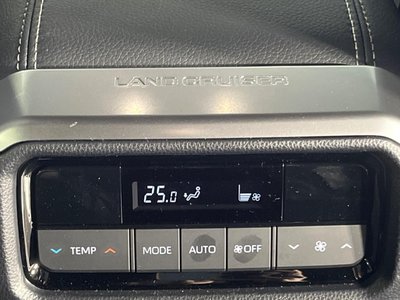 LAND CRUISER
25.0
TEMP MODE AUTO OFF